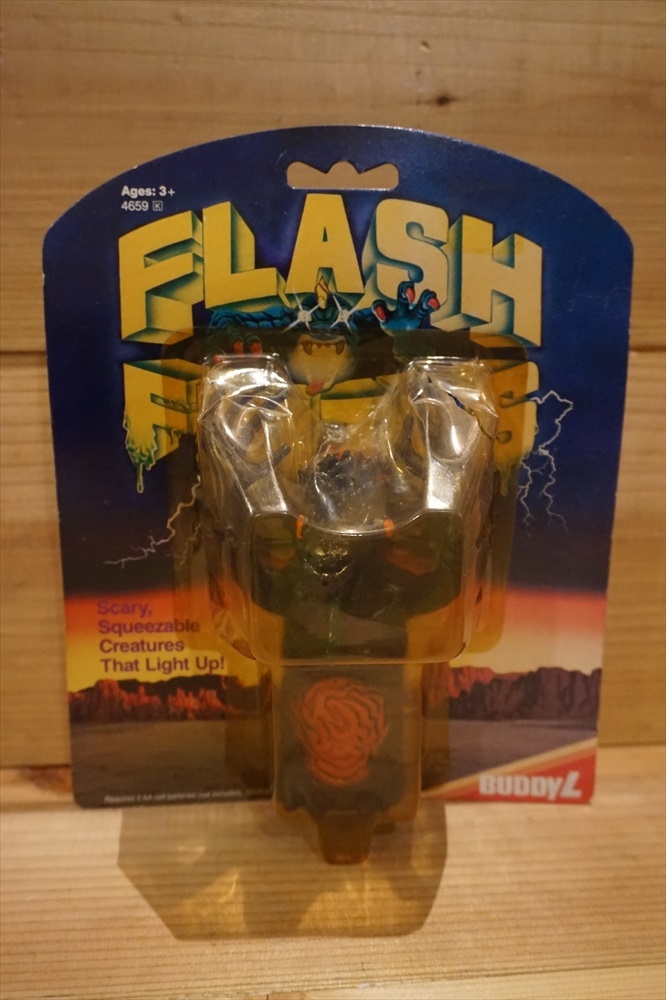 Ages: 3+
4659 K
FLASH
Scary,
Squeezable
Creatures
That Light Up!
BUDDY L